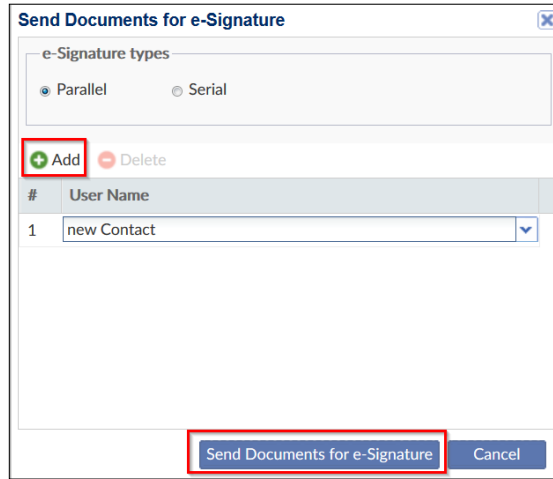 Send Documents for e-Signature
e-Signature types
Parallel Serial
Add Delete
# User Name
1 new Contact
Send Documents for e-Signature Cancel